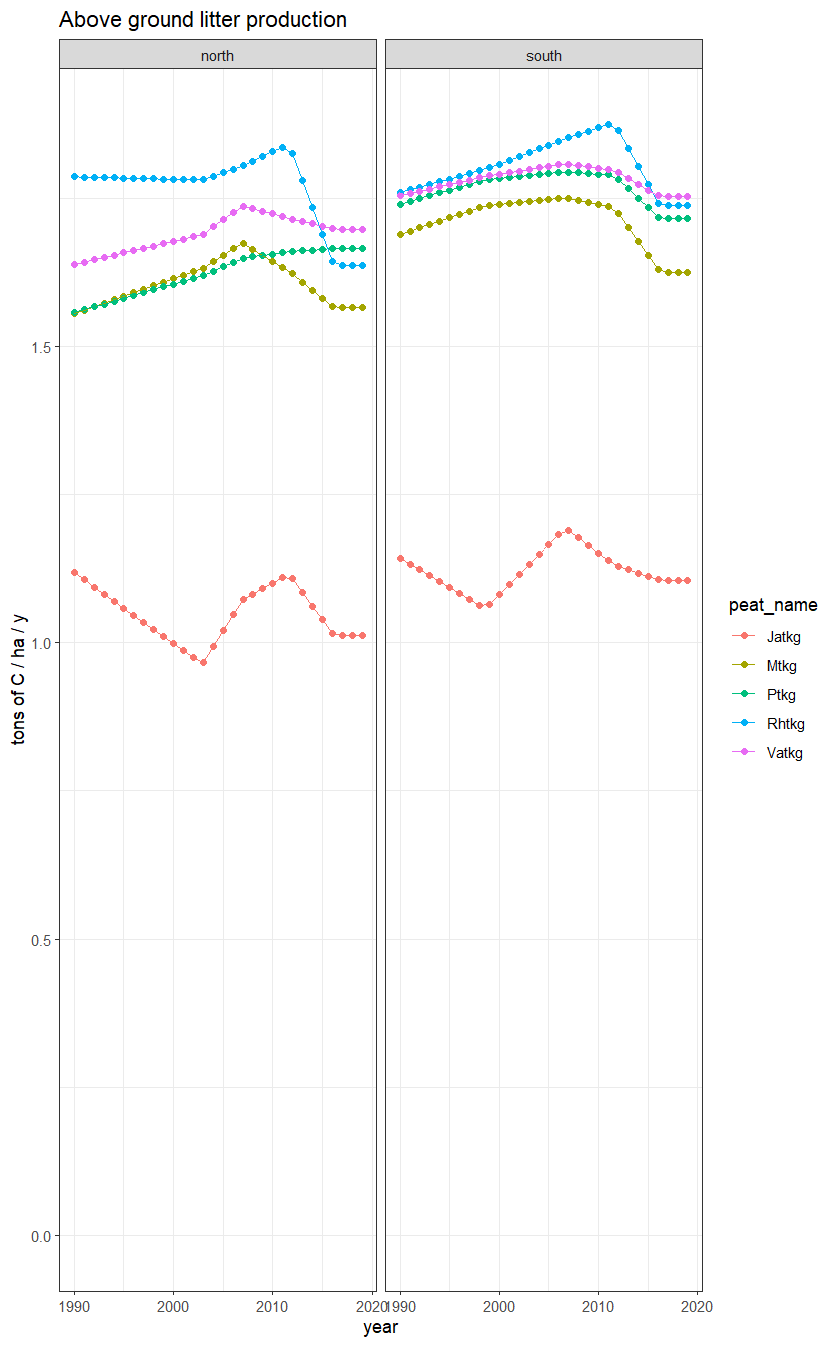 Above ground litter production
north
south
tons of C / ha / y
1.5
1.0
0.5
0.0
1990
2000
2010
2020
1990
2000
2010
2020
year
peat_name
Jatkg
Mtkg
Ptkg
Rhtkg
Vatkg